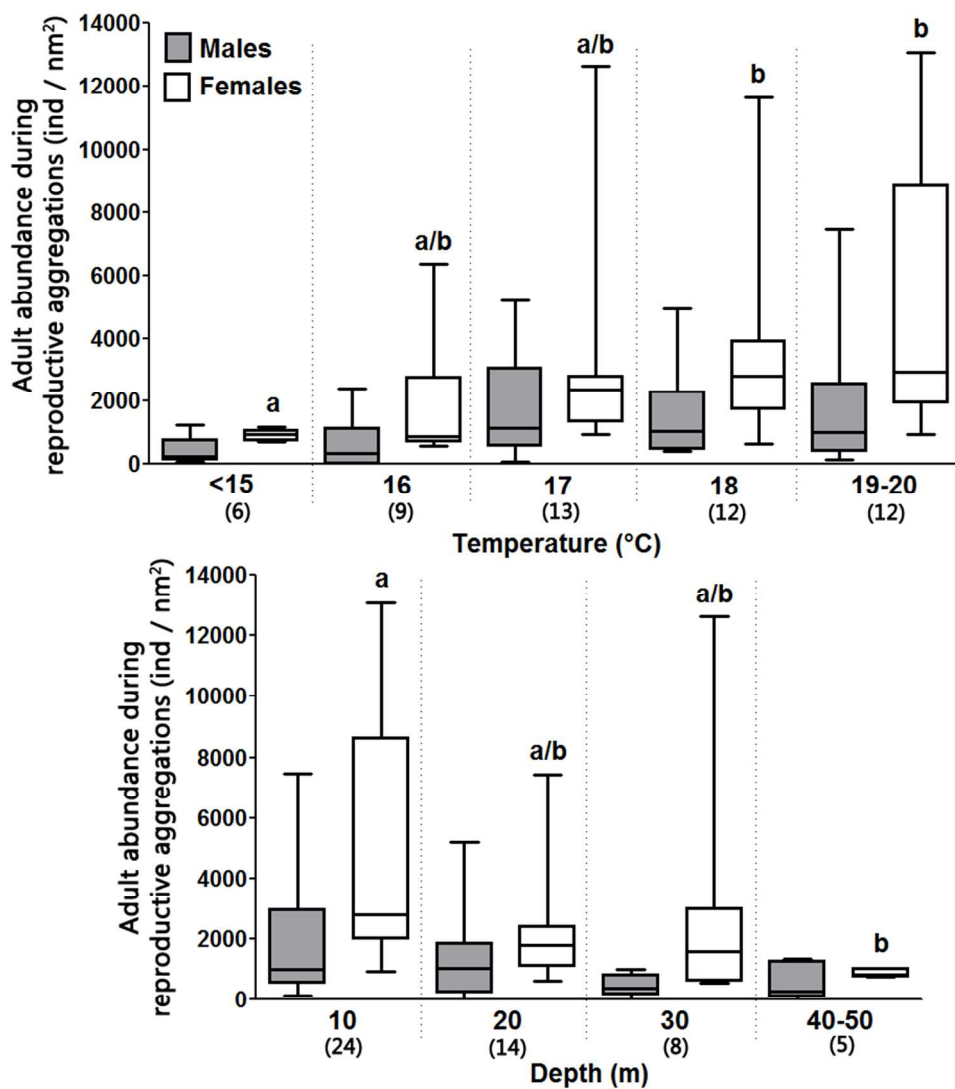 Adult abundance during
reproductive aggregations (ind / nm²)
14000
12000
10000
8000
6000
4000
2000
0
Males
Females
a
a/b
a/b
b
b
<15
16
17
18
19-20
(6)
(9)
(13)
(12)
(12)
Temperature (°C)
Adult abundance during
reproductive aggregations (ind / nm²)
14000
12000
10000
8000
6000
4000
2000
0
a
a/b
a/b
b
10
20
30
40-50
(24)
(14)
(8)
(5)
Depth (m)